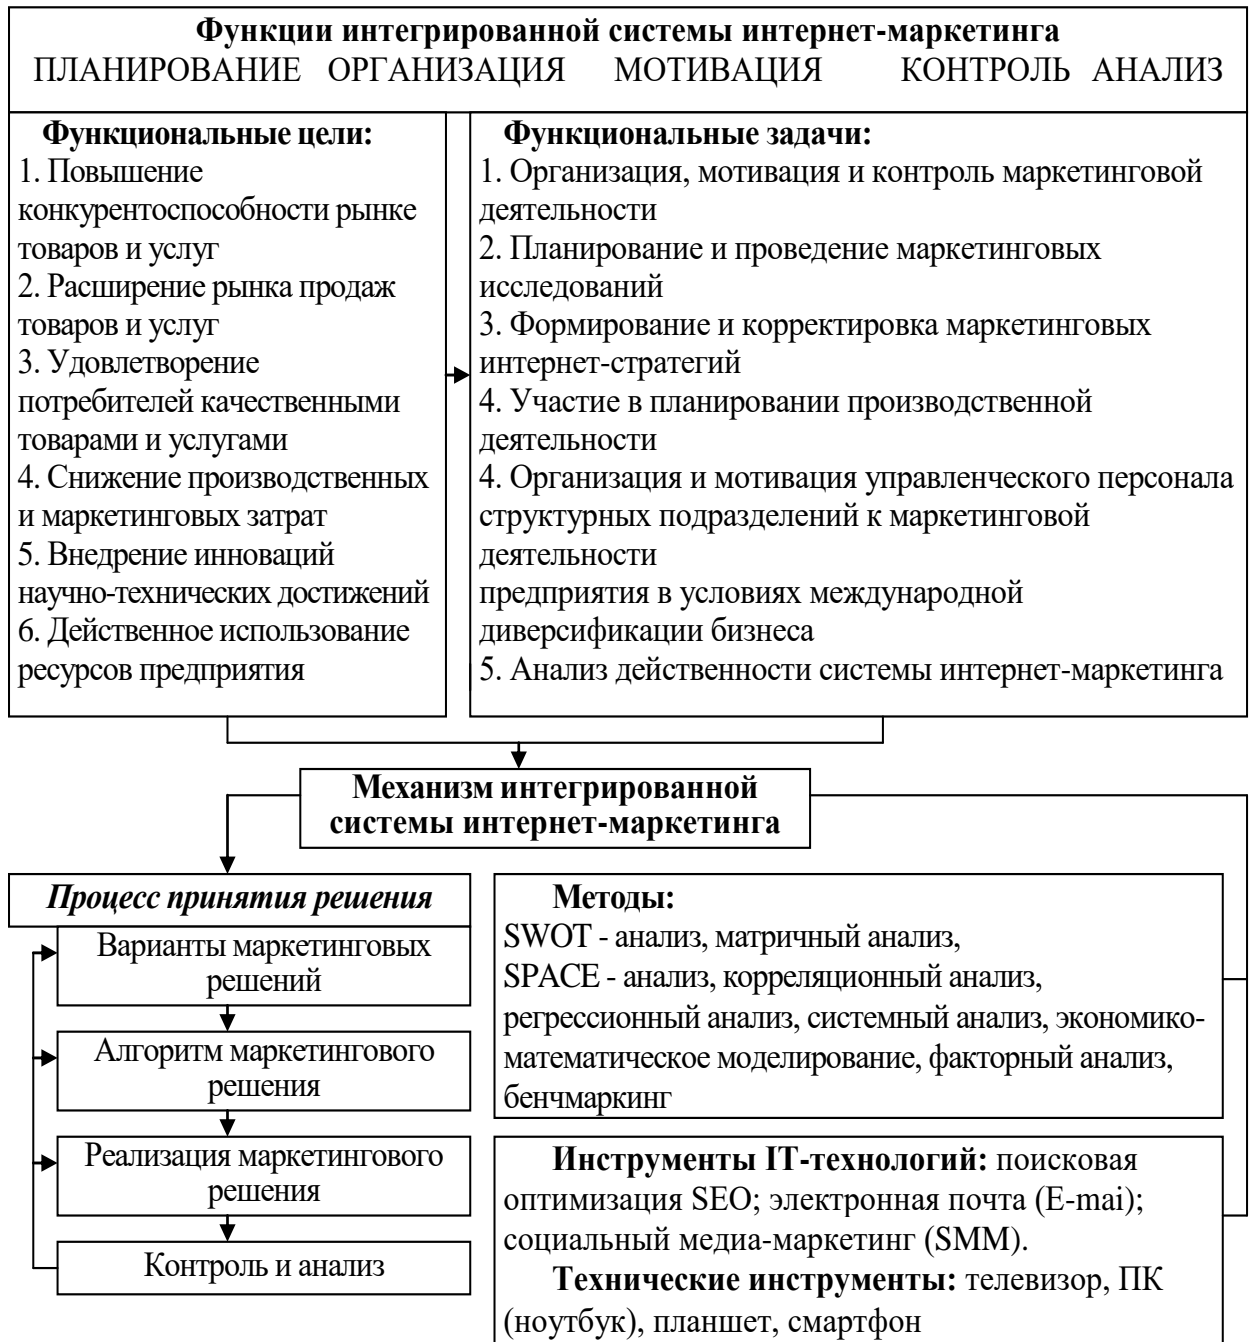 Функции интегрированной системы интернет-маркетинга
ПЛАНИРОВАНИЕ ОРГАНИЗАЦИЯ МОТИВАЦИЯ КОНТРОЛЬ АНАЛИЗ
Функциональные цели:
1. Повышение
конкурентоспособности рынке
товаров и услуг
2. Расширение рынка продаж
товаров и услуг
3. Удовлетворение
потребителей качественными
товарами и услугами
4. Снижение производственных
и маркетинговых затрат
5. Внедрение инноваций
научно-технических достижений
6. Действенное использование
ресурсов предприятия
Функциональные задачи:
1. Организация, мотивация и контроль маркетинговой
деятельности
2. Планирование и проведение маркетинговых
исследований
3. Формирование и корректировка маркетинговых
интернет-стратегий
4. Участие в планировании производственной
деятельности
4. Организация и мотивация управленческого персонала
структурных подразделений к маркетинговой
деятельности
предприятия в условиях международной
диверсификации бизнеса
5. Анализ действенности системы интернет-маркетинга
Механизм интегрированной
системы интернет-маркетинга
Процесс принятия решения
Варианты маркетинговых
решений
Алгоритм маркетингового
решения
Реализация маркетингового
решения
Контроль и анализ
Методы:
SWOT - анализ, матричный анализ,
SPACE - анализ, корреляционный анализ,
регрессионный анализ, системный анализ, экономико-
математическое моделирование, факторный анализ,
бенчмаркинг
Инструменты IT-технологий: поисковая
оптимизация SEO; электронная почта (E-mai);
социальный медиа-маркетинг (SMM).
Технические инструменты: телевизор, ПК
(ноутбук), планшет, смартфон